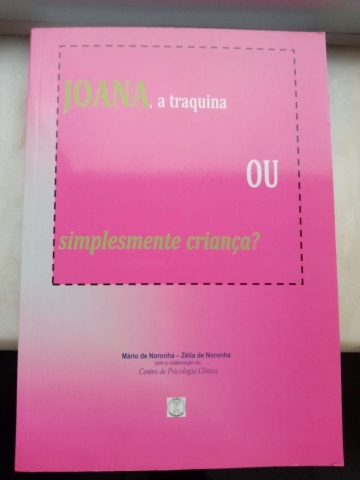 JOANA, a traquina
OU
simplesmente criança?
Mário de Noronha – Zélia de Noronha
com a colaboração do
Centro de Psicologia Clínica